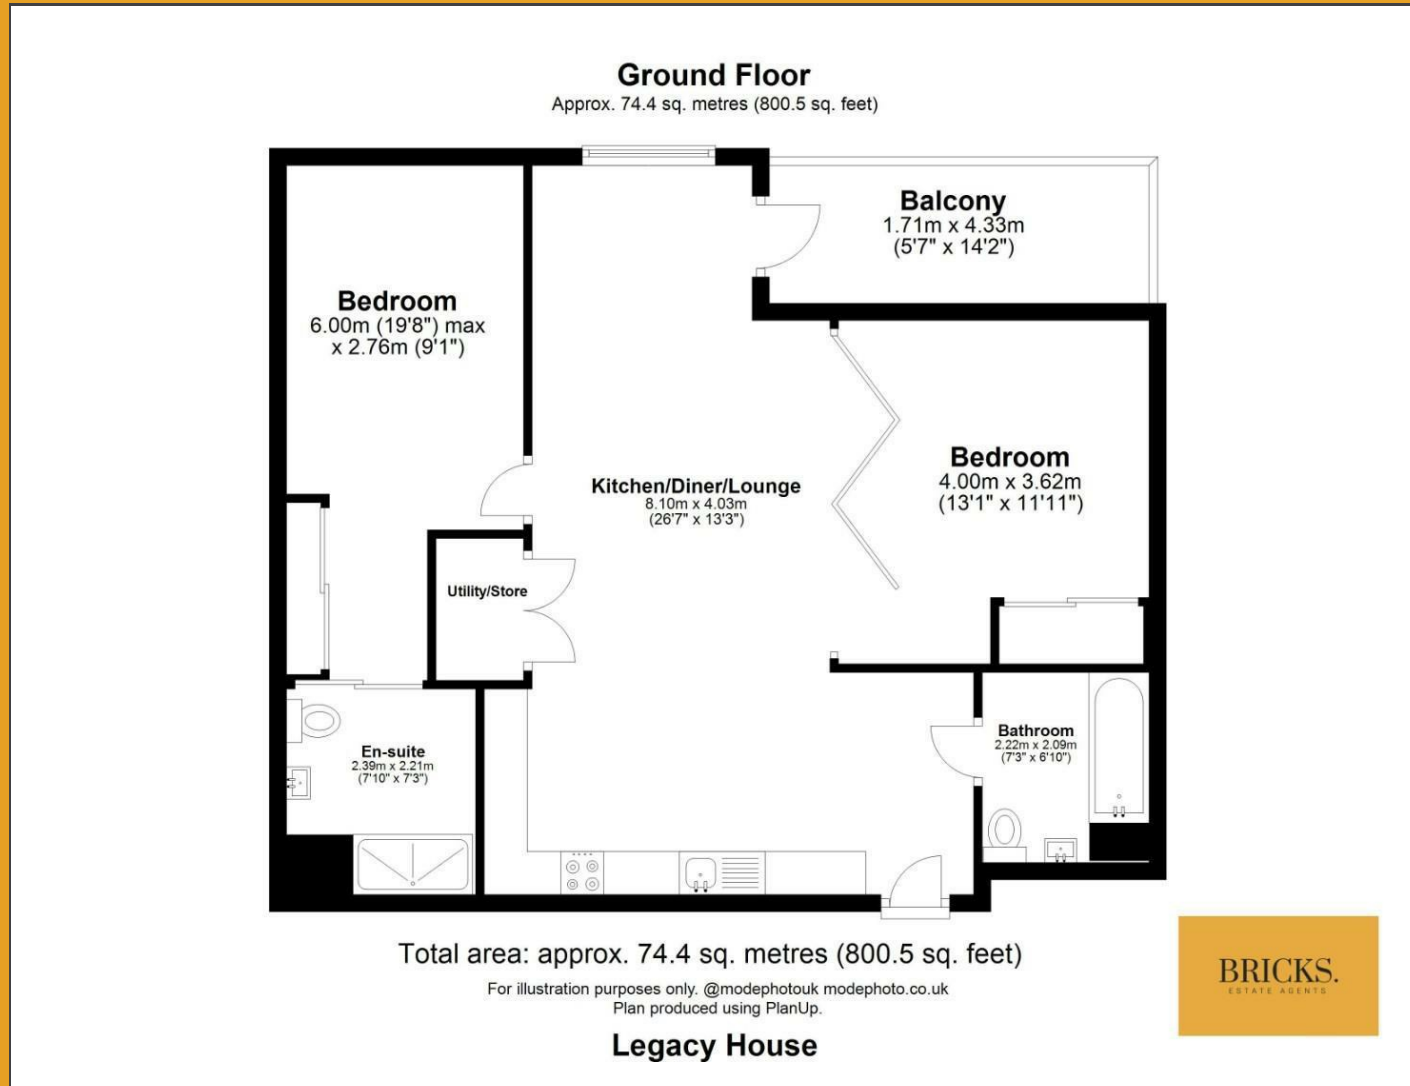 Ground Floor
Approx. 74.4 sq. metres (800.5 sq. feet)
Balcony
1.71m x 4.33m
(5'7" x 14'2")
Bedroom
6.00m (19'8") max
x 2.76m (9'1")
Kitchen/Diner/Lounge
8.10m x 4.03m
(26'7" x 13'3")
Bedroom
4.00m x 3.62m
(13'1" x 11'11")
Utility/Store
En-suite
2.39m x 2.21m
(7'10" x 7'3")
Bathroom
2.22m x 2.09m
(7'3" x 6'10")
Total area: approx. 74.4 sq. metres (800.5 sq. feet)
For illustration purposes only. @modephotouk modephoto.co.uk
Plan produced using PlanUp.
Legacy House
BRICKS.
ESTATE AGENTS